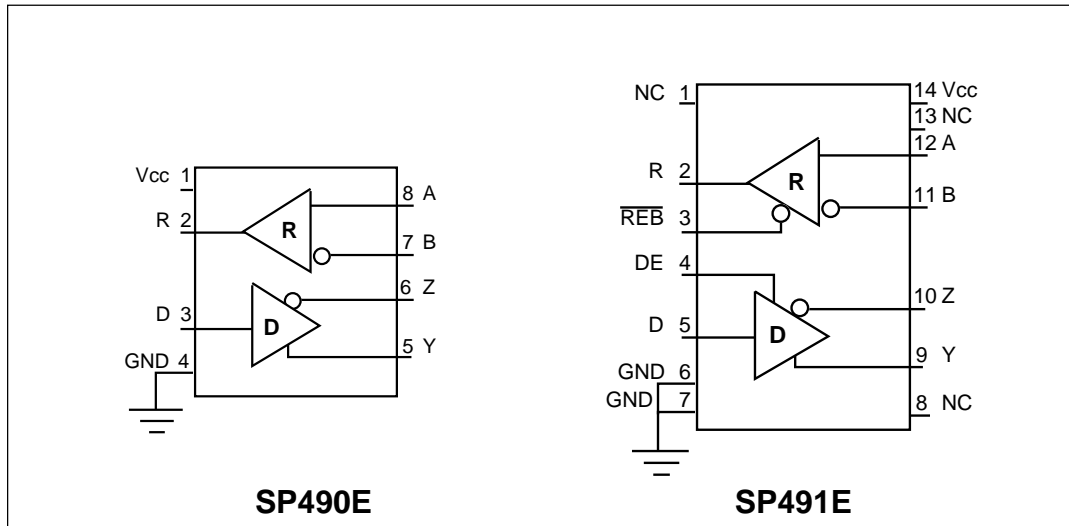 Vcc 1
R 2
D 3
GND 4
8 A
7 B
6 Z
5 Y
R
D
SP490E
NC 1
R 2
REB 3
DE 4
D 5
GND 6
GND 7
14 Vcc
13 NC
12 A
11 B
10 Z
9 Y
8 NC
R
D
SP491E